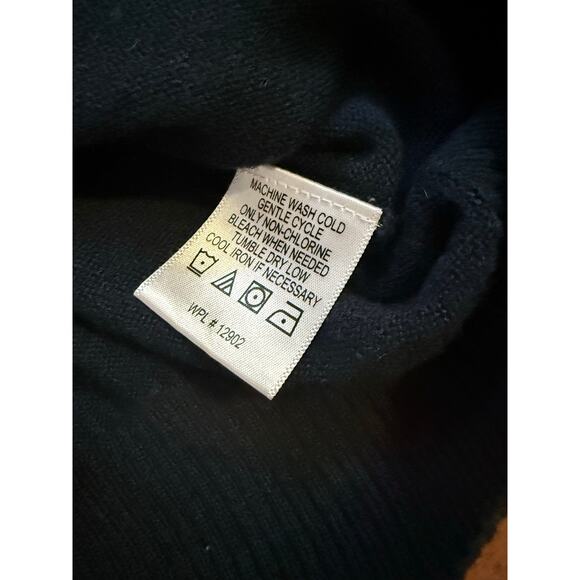 MACHINE WASH COLD
GENTLE CYCLE
ONLY NON-CHLORINE
BLEACH WHEN NEEDED
TUMBLE DRY LOW
COOL IRON IF NECESSARY
WPL # 12902